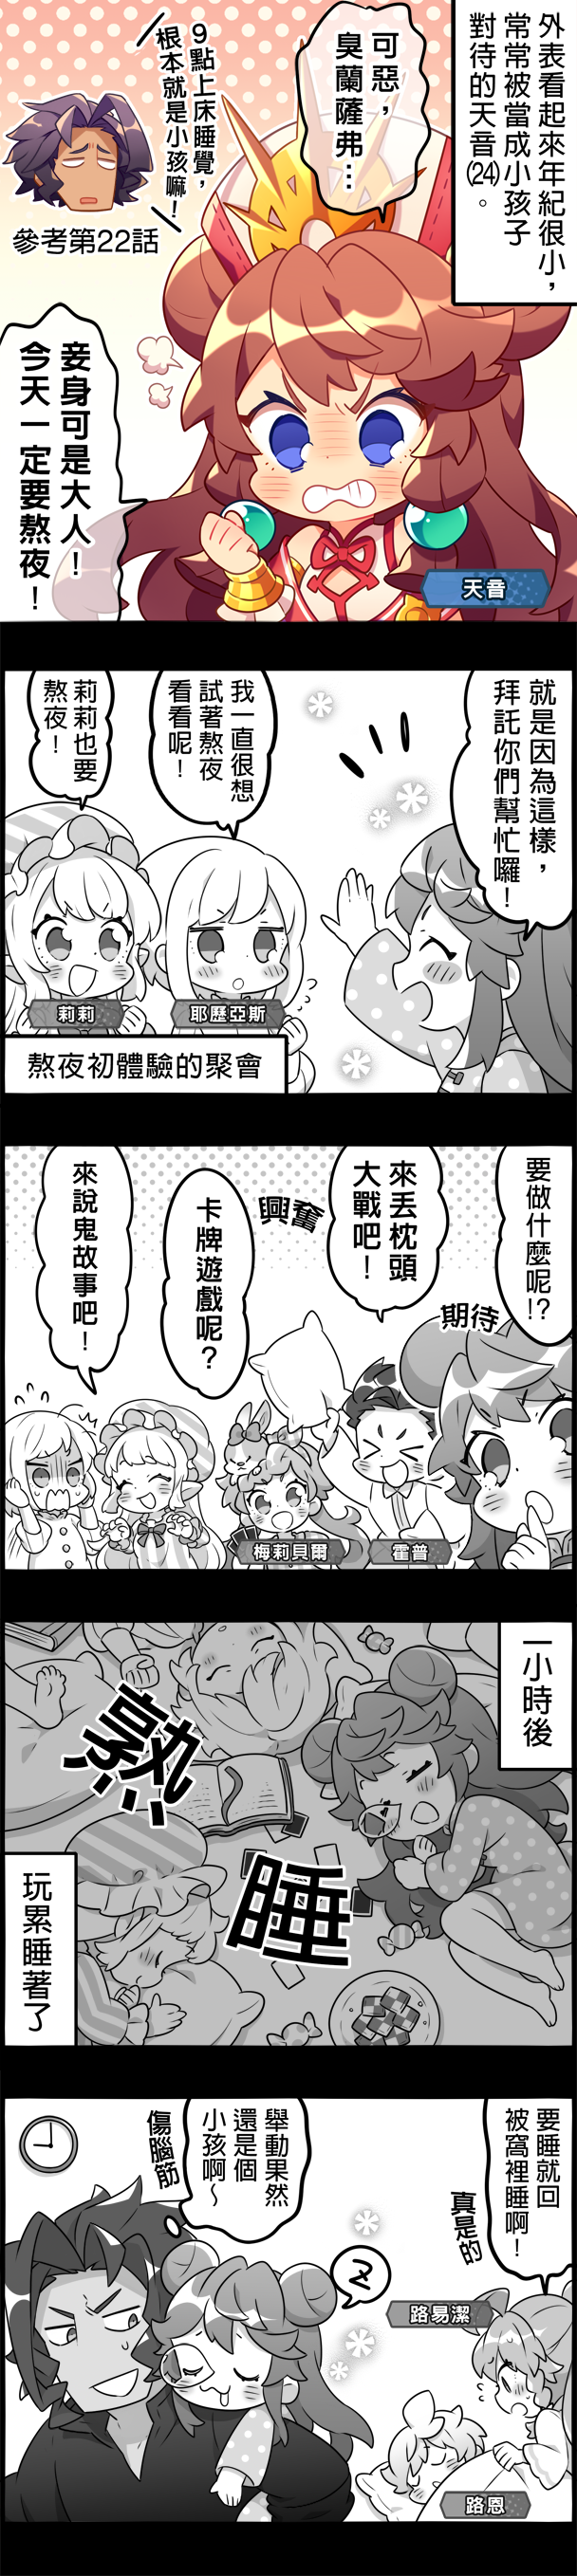 外表看起來年紀很小，
常常被當成小孩子
對待的天音(24)。
可惡，
臭蘭薩弗…
9點上床睡覺，
根本就是小孩嘛！
參考第22話
妾身可是大人！
今天一定要熬夜！
天音
就是因為這樣，
拜託你們幫忙囉！
我一直很想
試著熬夜
看看呢！
莉莉也要
熬夜！
耶歷亞斯
莉莉
熬夜初體驗的聚會
要做什麼呢!?
期待
來丟枕頭
大戰吧！
興奮
卡牌遊戲呢？
來說鬼故事吧！
霍普
梅莉貝爾
一小時後
熟
睡
玩累睡著了
要睡就回
被窩裡睡啊！
真是的
路易潔
路恩
Z
舉動果然
還是個
小孩啊～
傷腦筋